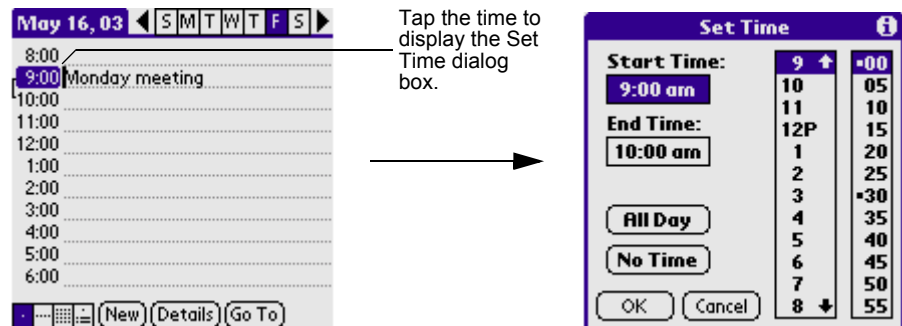 May 16, 03 S M T W T F S
8:00
9:00 Monday meeting
10:00
11:00
12:00
1:00
2:00
3:00
4:00
5:00
6:00
New Details Go To
Tap the time to
display the Set
Time dialog
box.
Set Time i
Start Time:
9:00 am
End Time:
10:00 am
All Day
No Time
OK Cancel
9
10
11
12P
1
2
3
4
5
6
7
8
00
05
10
15
20
25
30
35
40
45
50
55